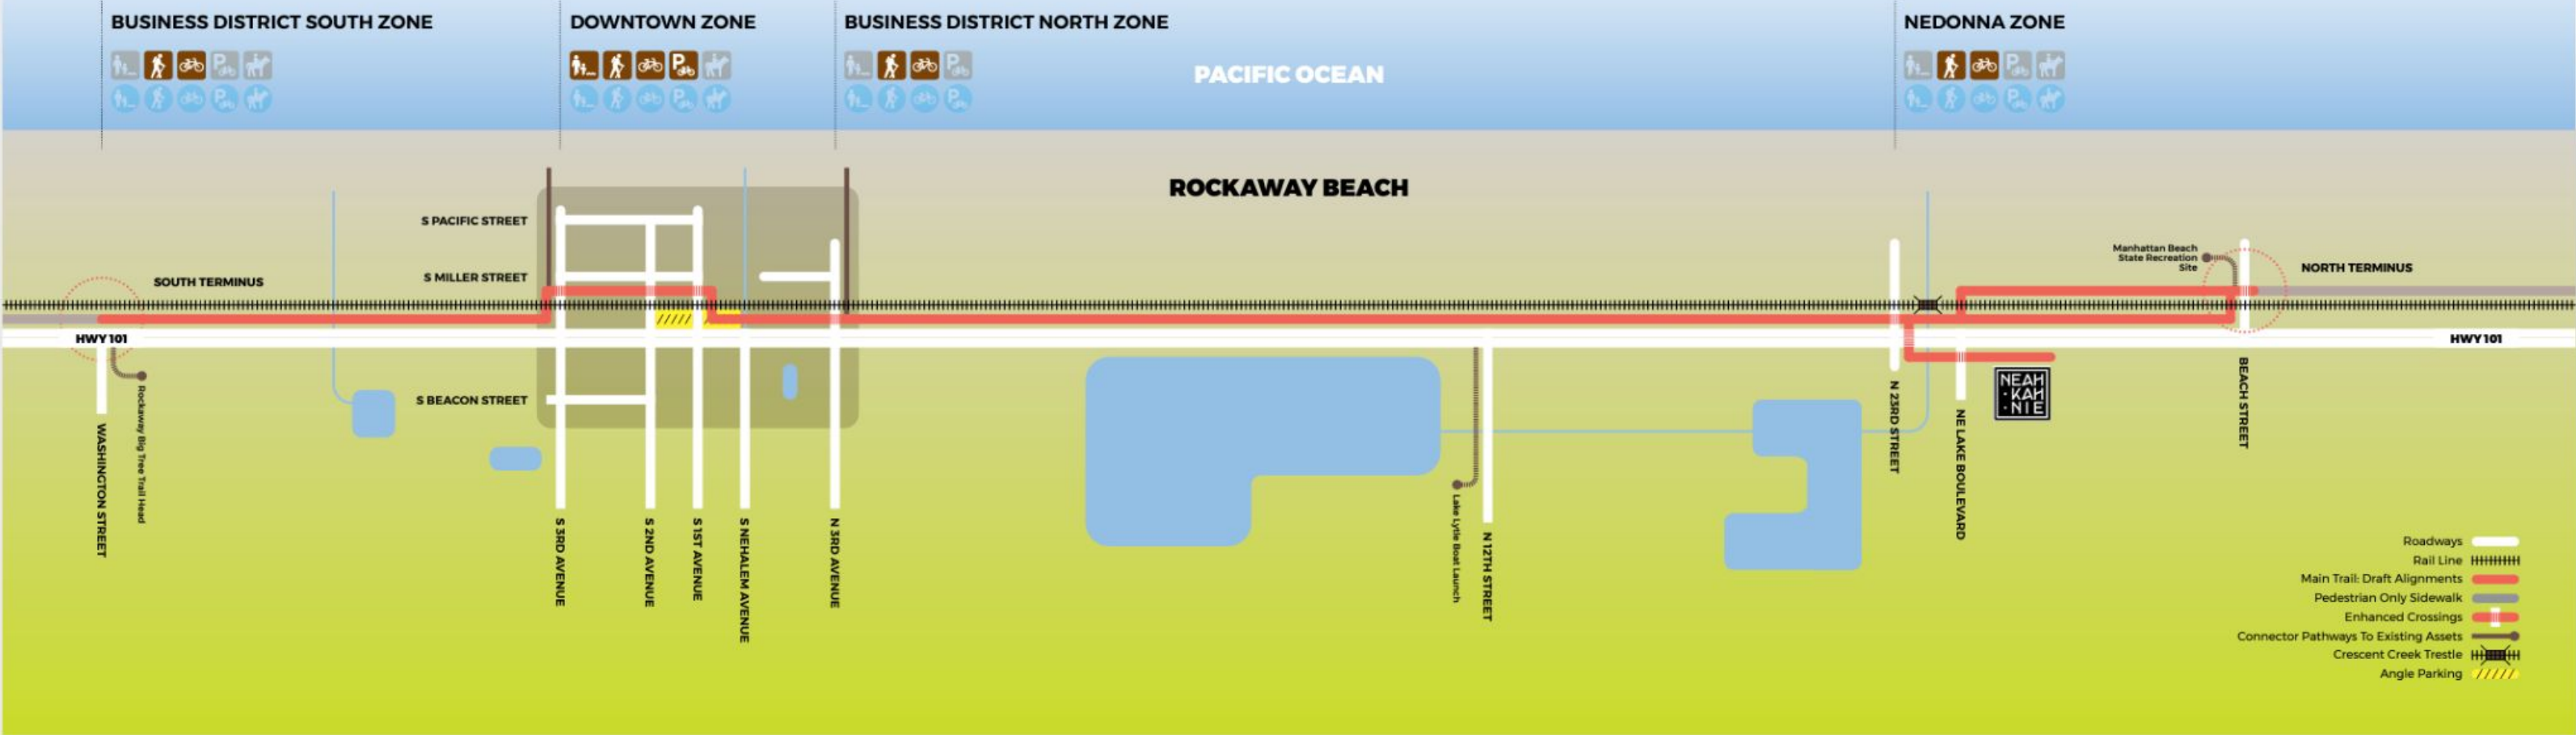 BUSINESS DISTRICT SOUTH ZONE
DOWNTOWN ZONE
BUSINESS DISTRICT NORTH ZONE
NEDONNA ZONE
PACIFIC OCEAN
ROCKAWAY BEACH
S PACIFIC STREET
S MILLER STREET
SOUTH TERMINUS
Manhattan Beach
State Recreation
Site
NORTH TERMINUS
HWY 101
HWY 101
S BEACON STREET
NEAH
·KAH
·NIE
WASHINGTON STREET
Rockaway Big Tree Trail Head
S 3RD AVENUE
S 2ND AVENUE
S 1ST AVENUE
S NEHALEM AVENUE
N 3RD AVENUE
Lake Lytle Boat Launch
N 12TH STREET
N 23RD STREET
NE LAKE BOULEVARD
BEACH STREET
Roadways
Rail Line
Main Trail: Draft Alignments
Pedestrian Only Sidewalk
Enhanced Crossings
Connector Pathways To Existing Assets
Crescent Creek Trestle
Angle Parking